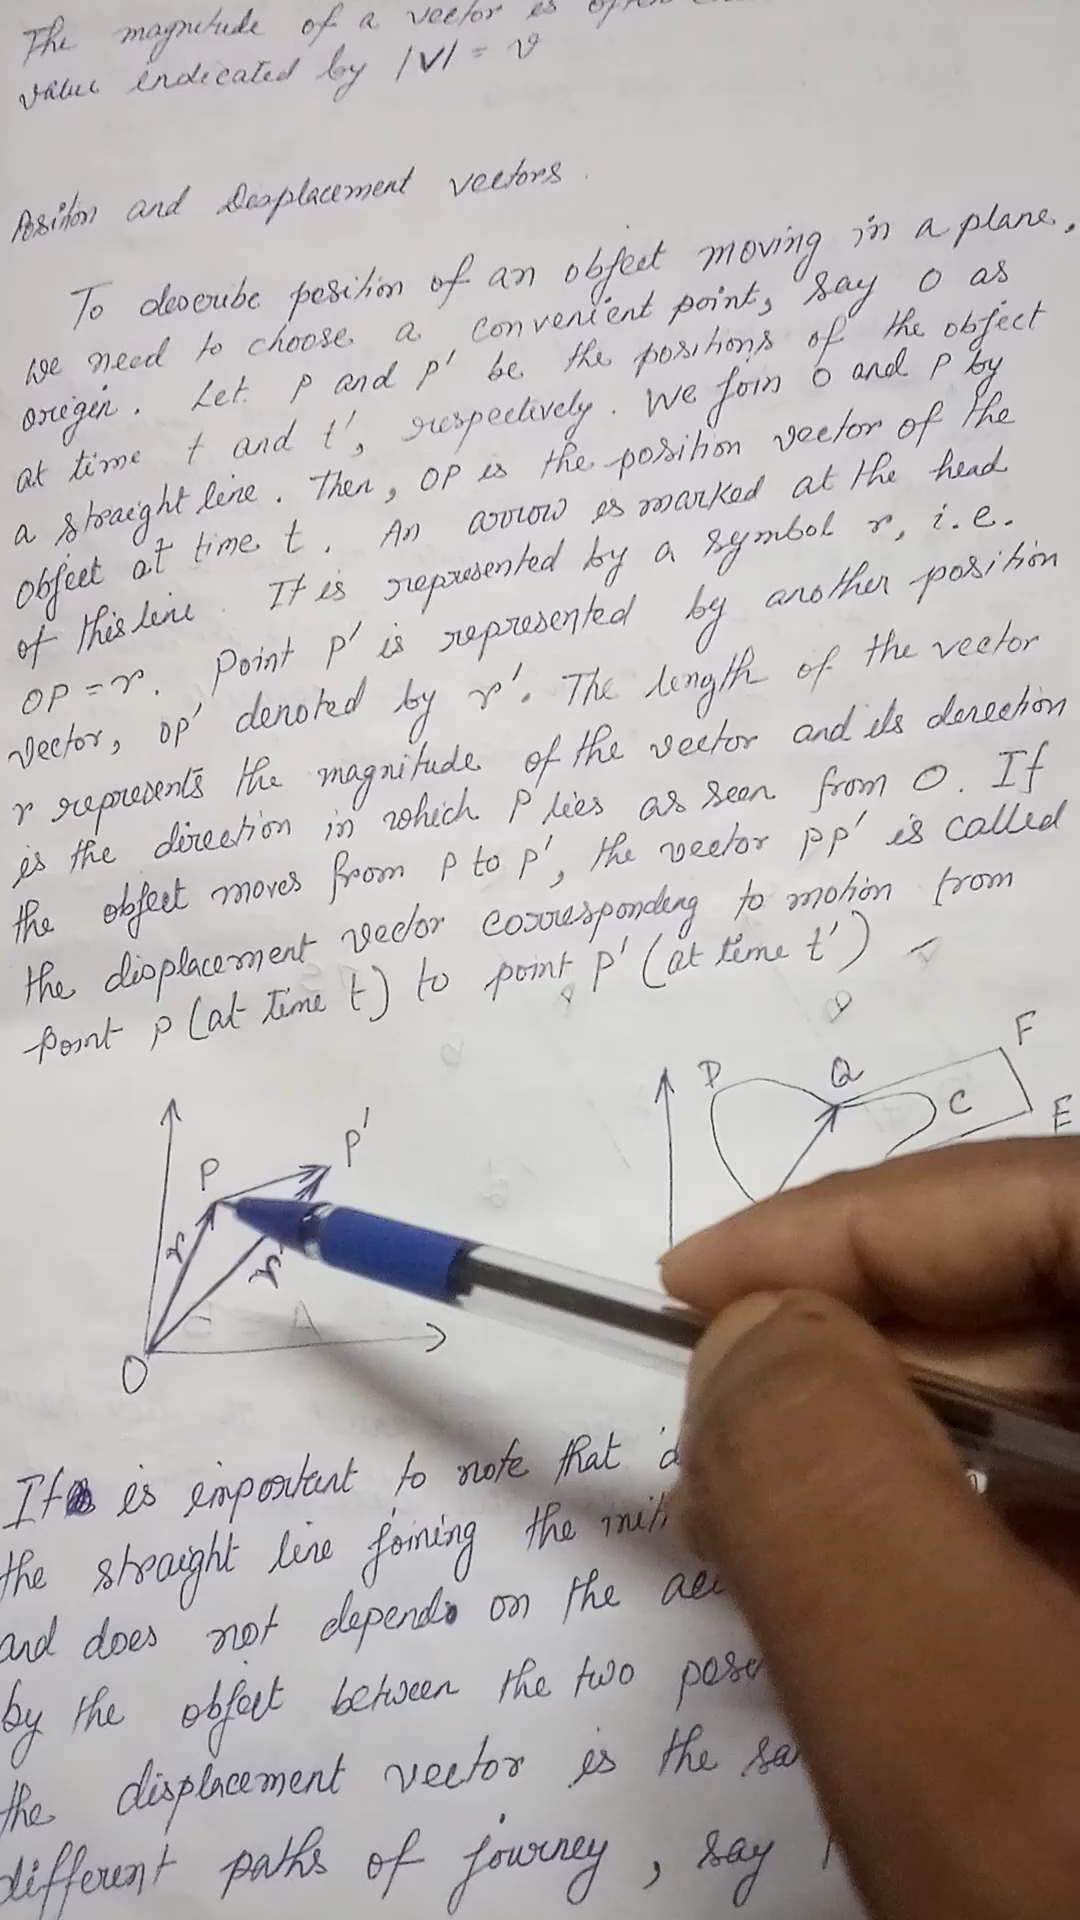 The magnitude of a vector is often
value indicated by |V| = v
Position and Desplacement vectors.
To describe position of an object moving in a plane,
we need to choose a convenient point, say O as
origin. Let P and P' be the positions of the object
at time t and t', respectively. We join O and P by
a straight line. Then, OP is the position vector of the
object at time t. An arrow is marked at the head
of this line It is represented by a symbol r, i.e.
OP = r. Point P' is represented by another position
vector, OP' denoted by r'. The length of the vector
r represents the magnitude of the vector and its derection
is the direction in which P lies as seen from O. If
the object moves from P to P', the vector PP' is called
the displacement vector corresponding to motion from
point P (at time t) to point P' (at time t')
P P' r r' O
D Q F C E
It is important to note that
the straight line joining the
and does not depend on the
by the object between the two
the displacement vector is the
different paths of journey, say